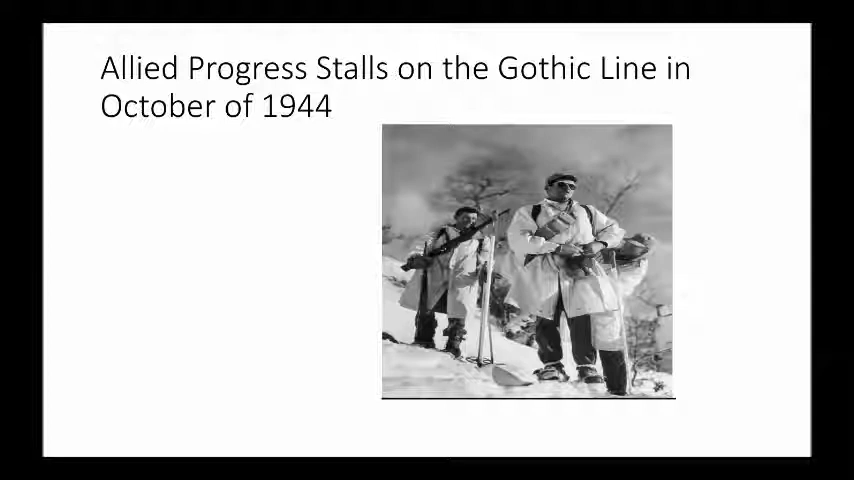 Allied Progress Stalls on the Gothic Line in
October of 1944